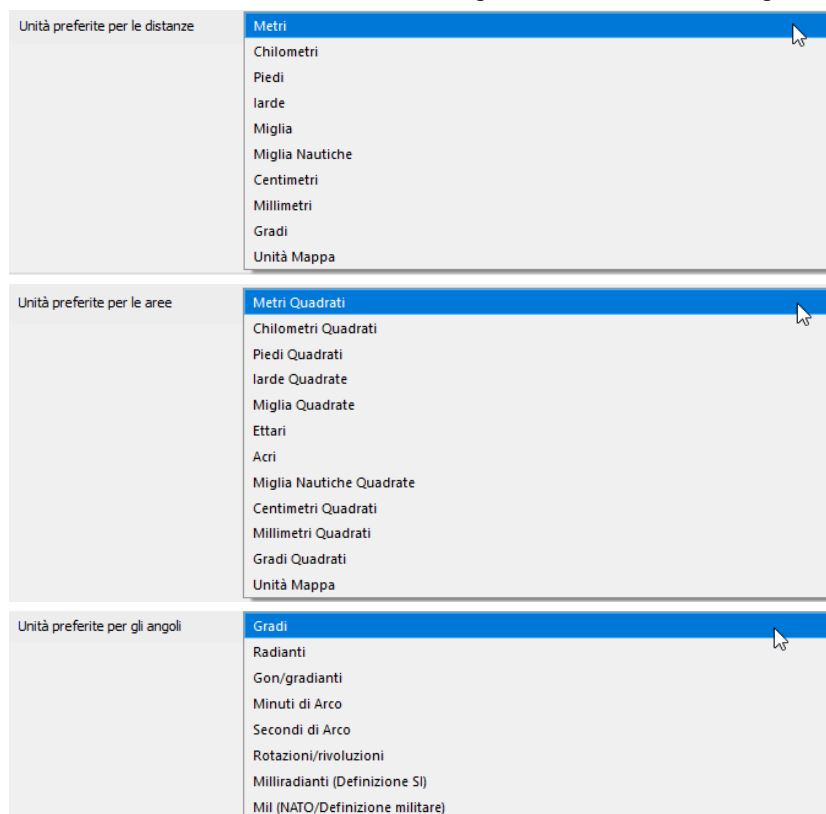 Unità preferite per le distanze
Metri
Chilometri
Piedi
Iarde
Miglia
Miglia Nautiche
Centimetri
Millimetri
Gradi
Unità Mappa
Unità preferite per le aree
Metri Quadrati
Chilometri Quadrati
Piedi Quadrati
Iarde Quadrate
Miglia Quadrate
Ettari
Acri
Miglia Nautiche Quadrate
Centimetri Quadrati
Millimetri Quadrati
Gradi Quadrati
Unità Mappa
Unità preferite per gli angoli
Gradi
Radianti
Gon/gradianti
Minuti di Arco
Secondi di Arco
Rotazioni/rivoluzioni
Milliradianti (Definizione SI)
Mil (NATO/Definizione militare)